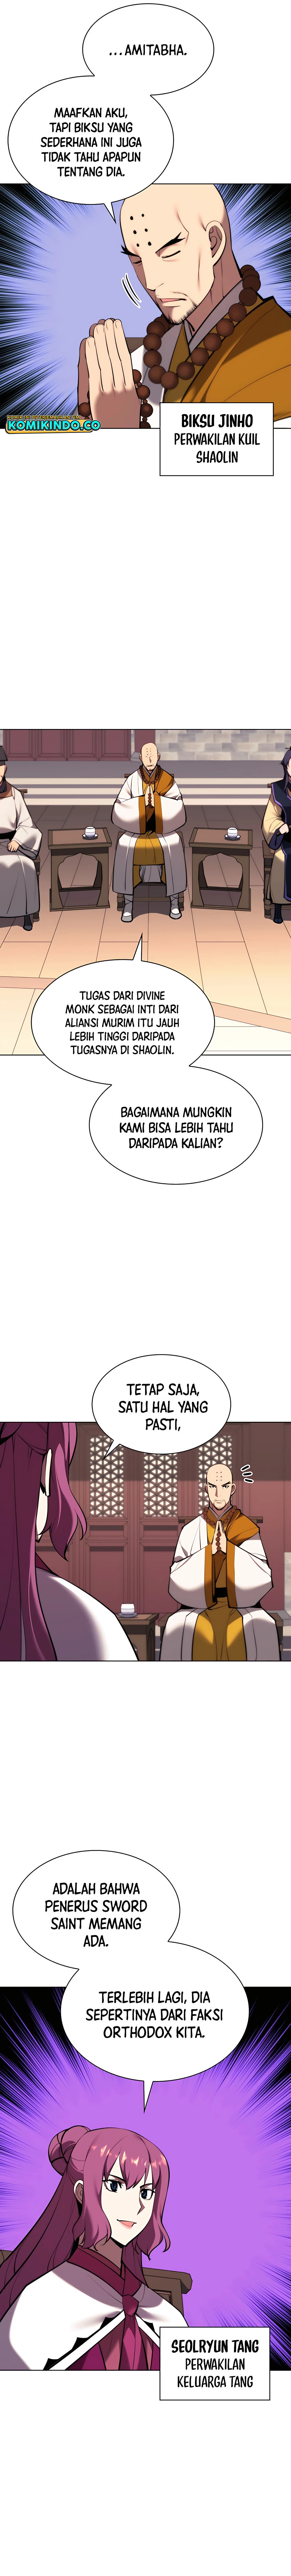 ...AMITABHA.
MAAFKAN AKU,
TAPI BIKSU YANG
SEDERHANA INI JUGA
TIDAK TAHU APAPUN
TENTANG DIA.
KOMIKINDO.CO
BIKSU JINHO
PERWAKILAN KUIL
SHAOLIN
TUGAS DARI DIVINE
MONK SEBAGAI INTI DARI
ALIANSI MURIM ITU JAUH
LEBIH TINGGI DARIPADA
TUGASNYA DI SHAOLIN.
BAGAIMANA MUNGKIN
KAMI BISA LEBIH TAHU
DARIPADA KALIAN?
TETAP SAJA,
SATU HAL YANG
PASTI,
ADALAH BAHWA
PENERUS SWORD
SAINT MEMANG
ADA.
TERLEBIH LAGI, DIA
SEPERTINYA DARI FAKSI
ORTHODOX KITA.
SEOLRYUN TANG
PERWAKILAN
KELUARGA TANG